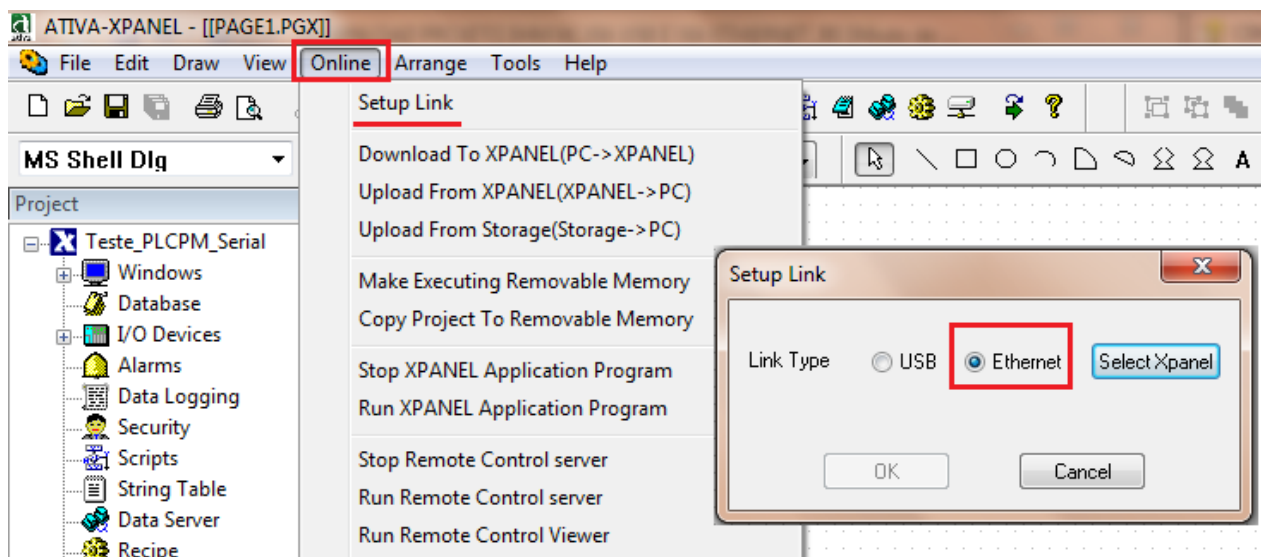 ATIVA-XPANEL - [[PAGE1.PGX]]
File Edit Draw View Online Arrange Tools Help
Setup Link
MS Shell Dlg
Download To XPANEL(PC->XPANEL)
Upload From XPANEL(XPANEL->PC)
Upload From Storage(Storage->PC)
Make Executing Removable Memory
Copy Project To Removable Memory
Stop XPANEL Application Program
Run XPANEL Application Program
Stop Remote Control server
Run Remote Control server
Run Remote Control Viewer
Project
Teste_PLCPM_Serial
Windows
Database
I/O Devices
Alarms
Data Logging
Security
Scripts
String Table
Data Server
Recipe
Setup Link
Link Type USB Ethernet Select Xpanel
OK Cancel
A